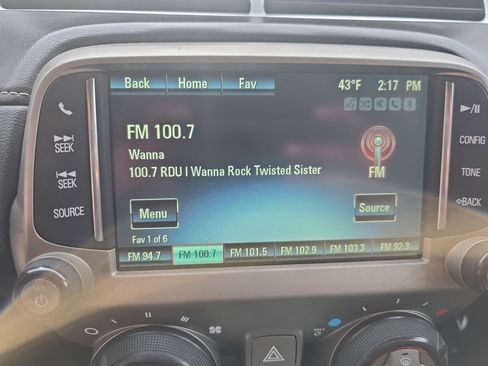 Back Home Fav 43°F 2:17 PM
SEEK
SEEK
SOURCE
FM 100.7
Wanna
100.7 RDU I Wanna Rock Twisted Sister
FM
Menu
Source
Fav 1 of 6
FM 94.7 FM 100.7 FM 101.5 FM 102.9 FM 103.3 FM 92.3
CONFIG
TONE
BACK
VOL